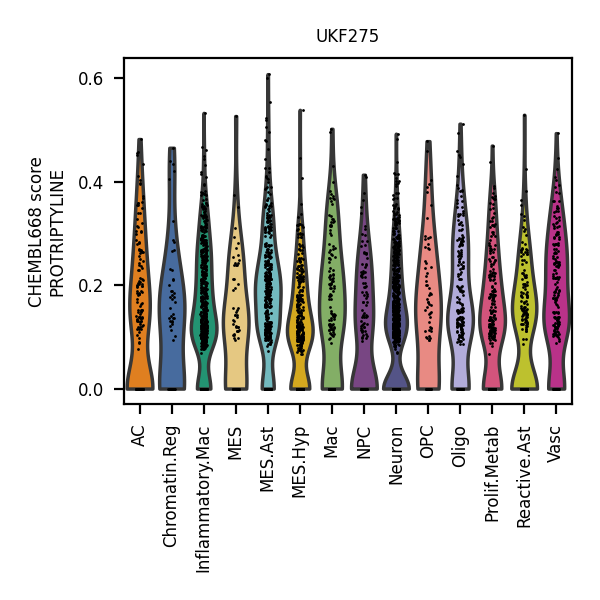 UKF275
CHEMBL668 score
PROTRIPTYLINE
0.6
0.4
0.2
0.0
AC
Chromatin.Reg
Inflammatory.Mac
MES
MES.Ast
MES.Hyp
Mac
NPC
Neuron
OPC
Oligo
Prolif.Metab
Reactive.Ast
Vasc